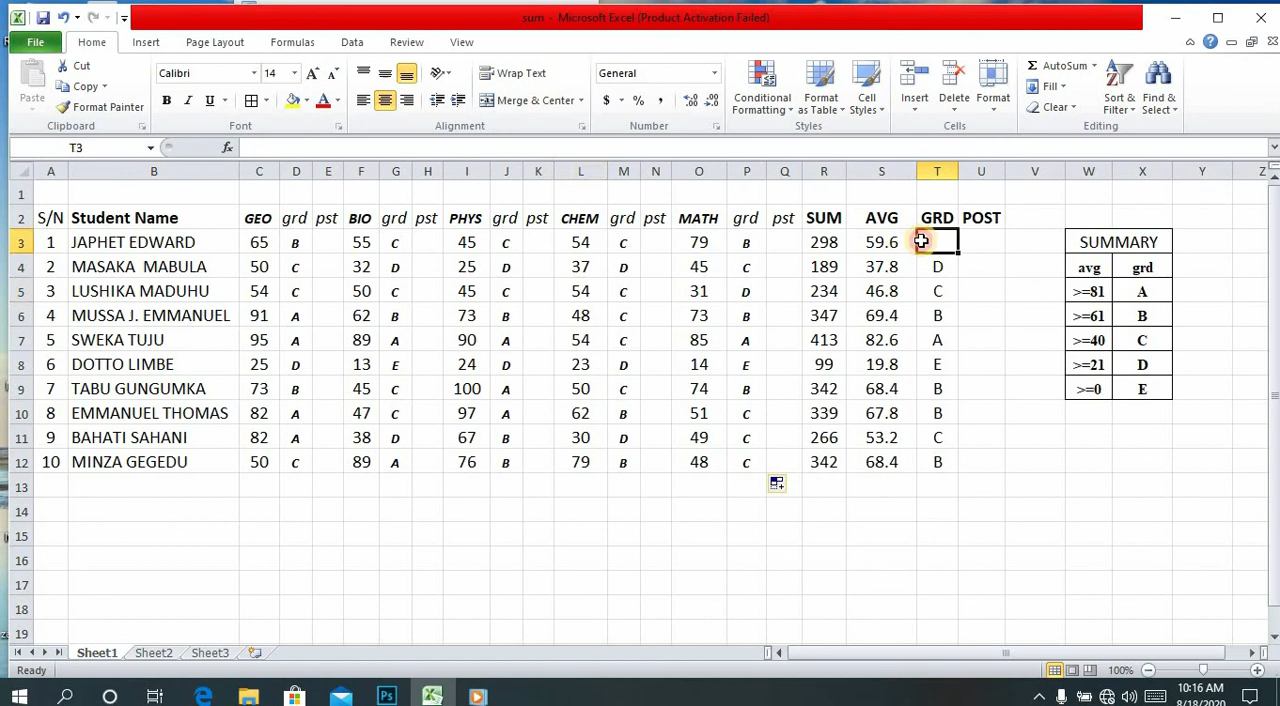 sum - Microsoft Excel (Product Activation Failed)
File Home Insert Page Layout Formulas Data Review View
Paste
Cut
Copy
Format Painter
Clipboard
Calibri 14
B I U
Font
Wrap Text
Merge & Center
Alignment
General
$ % ,
Number
Conditional Formatting
Format as Table
Cell Styles
Styles
Insert Delete Format
Cells
AutoSum
Fill
Clear
Sort & Filter
Find & Select
Editing
T3 fx
A B C D E F G H I J K L M N O P Q R S T U V W X Y Z
1
2 S/N Student Name GEO grd pst BIO grd pst PHYS grd pst CHEM grd pst MATH grd pst SUM AVG GRD POST
3 1 JAPHET EDWARD 65 B 55 C 45 C 54 C 79 B 298 59.6 SUMMARY
4 2 MASAKA MABULA 50 C 32 D 25 D 37 D 45 C 189 37.8 D avg grd
5 3 LUSHIKA MADUHU 54 C 50 C 45 C 54 C 31 D 234 46.8 C >=81 A
6 4 MUSSA J. EMMANUEL 91 A 62 B 73 B 48 C 73 B 347 69.4 B >=61 B
7 5 SWEKA TUJU 95 A 89 A 90 A 54 C 85 A 413 82.6 A >=40 C
8 6 DOTTO LIMBE 25 D 13 E 24 D 23 D 14 E 99 19.8 E >=21 D
9 7 TABU GUNGUMKA 73 B 45 C 100 A 50 C 74 B 342 68.4 B >=0 E
10 8 EMMANUEL THOMAS 82 A 47 C 97 A 62 B 51 C 339 67.8 B
11 9 BAHATI SAHANI 82 A 38 D 67 B 30 D 49 C 266 53.2 C
12 10 MINZA GEGEDU 50 C 89 A 76 B 79 B 48 C 342 68.4 B
13
14
15
16
17
18
19
Sheet1 Sheet2 Sheet3
Ready 100%
10:16 AM
8/18/2020